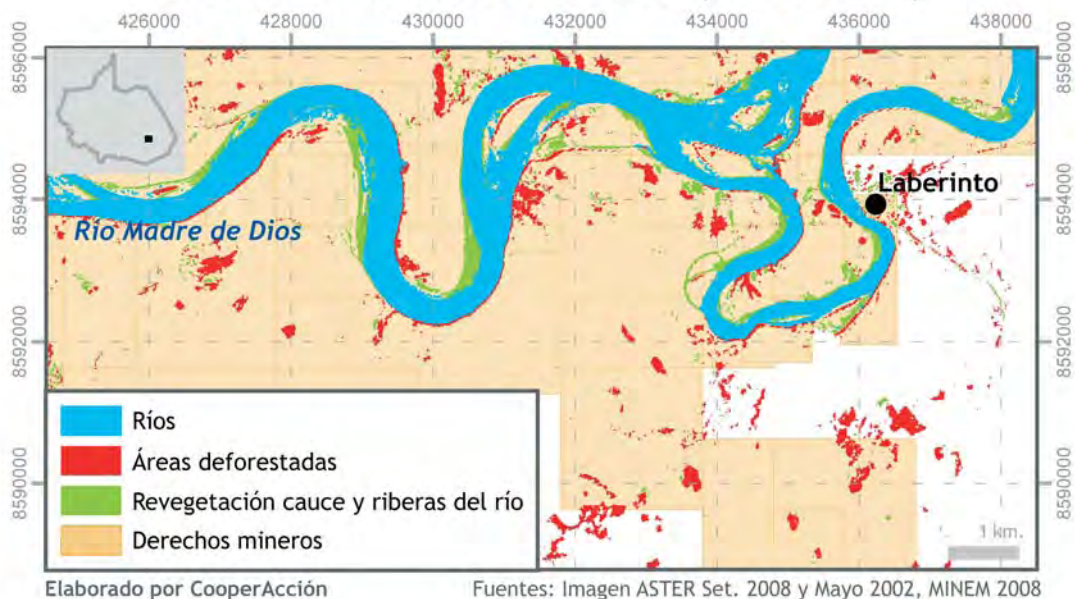 426000 428000 430000 432000 434000 436000 438000
8596000 8596000
Laberinto
8594000 8594000
Río Madre de Dios
8592000 8592000
Ríos
Áreas deforestadas
Revegetación cauce y riberas del río
8590000 8590000
Derechos mineros
1 km.
Elaborado por CooperAcción Fuentes: Imagen ASTER Set. 2008 y Mayo 2002, MINEM 2008